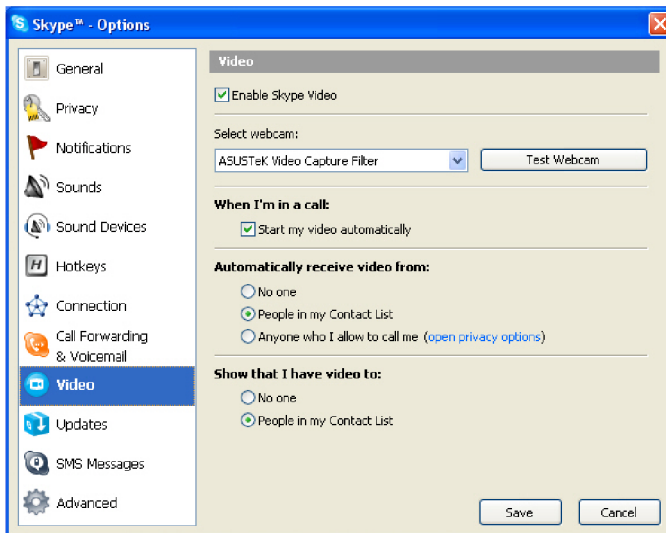 Skype™ - Options
General
Privacy
Notifications
Sounds
Sound Devices
H Hotkeys
Connection
Call Forwarding
& Voicemail
Video
Updates
SMS Messages
Advanced
Video
Enable Skype Video
Select webcam:
ASUSTeK Video Capture Filter
Test Webcam
When I'm in a call:
Start my video automatically
Automatically receive video from:
No one
People in my Contact List
Anyone who I allow to call me (open privacy options)
Show that I have video to:
No one
People in my Contact List
Save
Cancel